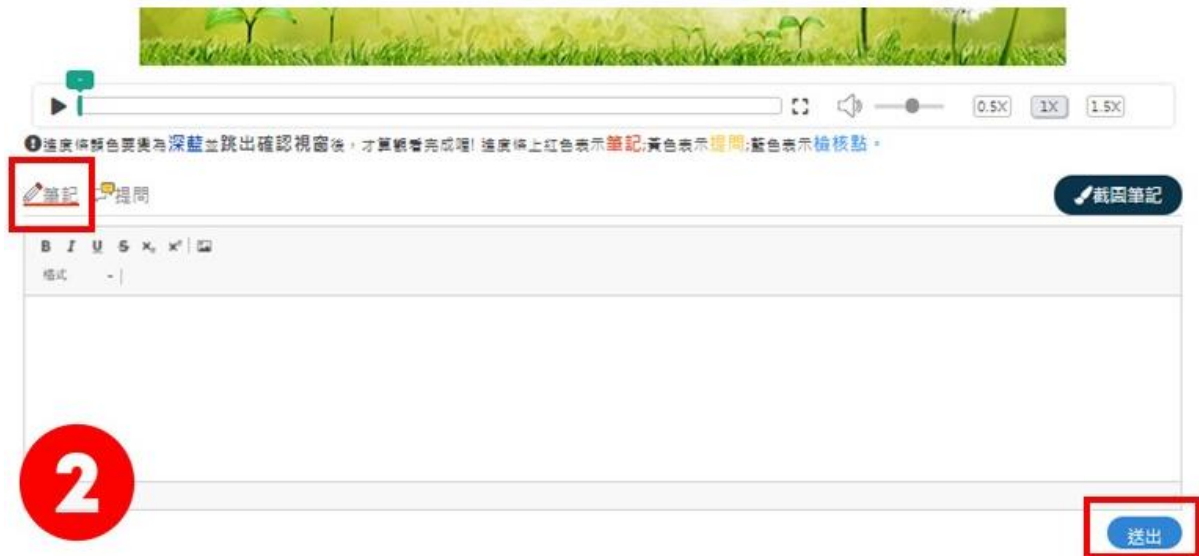 0.5X 1X 1.5X
進度條顏色要變為深藍並跳出確認視窗後，才算觀看完成喔! 進度條上紅色表示筆記;黃色表示提問;藍色表示檢核點。
筆記 提問 截圖筆記
B I U S x₂ x²
格式
2
送出